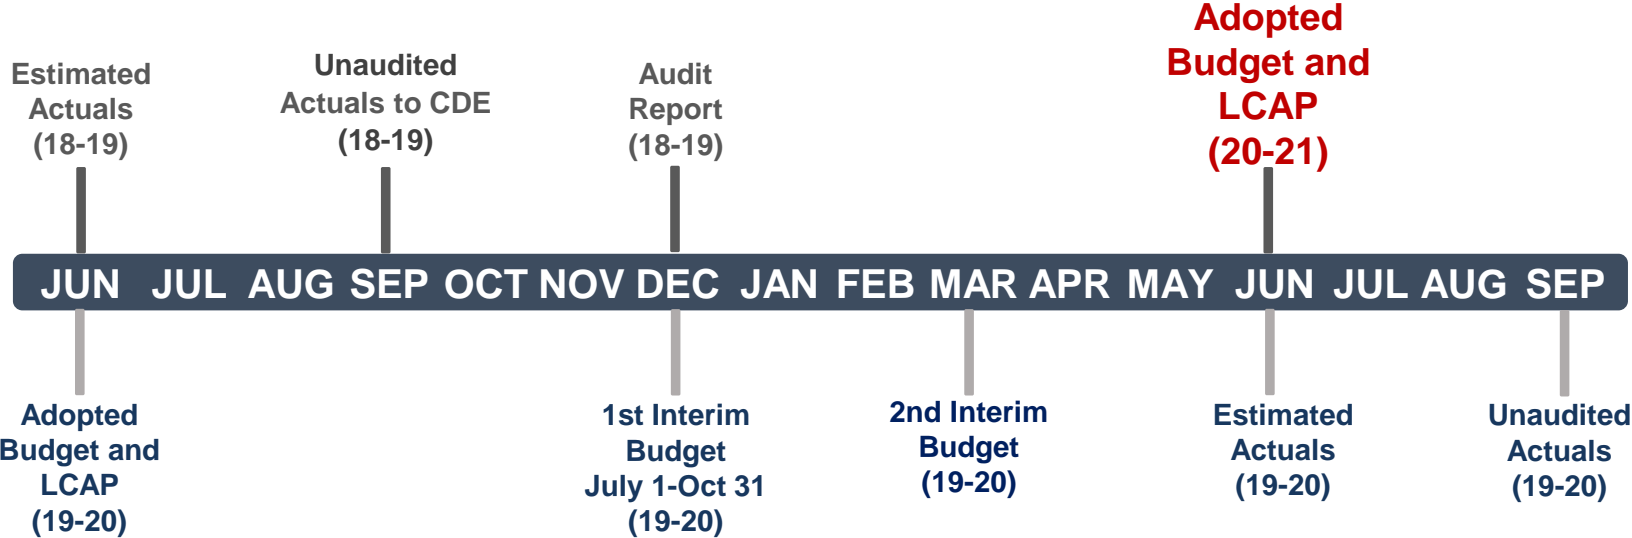 Estimated
Actuals
(18-19)
Unaudited
Actuals to CDE
(18-19)
Audit
Report
(18-19)
Adopted
Budget and
LCAP
(20-21)
JUN JUL AUG SEP OCT NOV DEC JAN FEB MAR APR MAY JUN JUL AUG SEP
Adopted
Budget and
LCAP
(19-20)
1st Interim
Budget
July 1-Oct 31
(19-20)
2nd Interim
Budget
(19-20)
Estimated
Actuals
(19-20)
Unaudited
Actuals
(19-20)